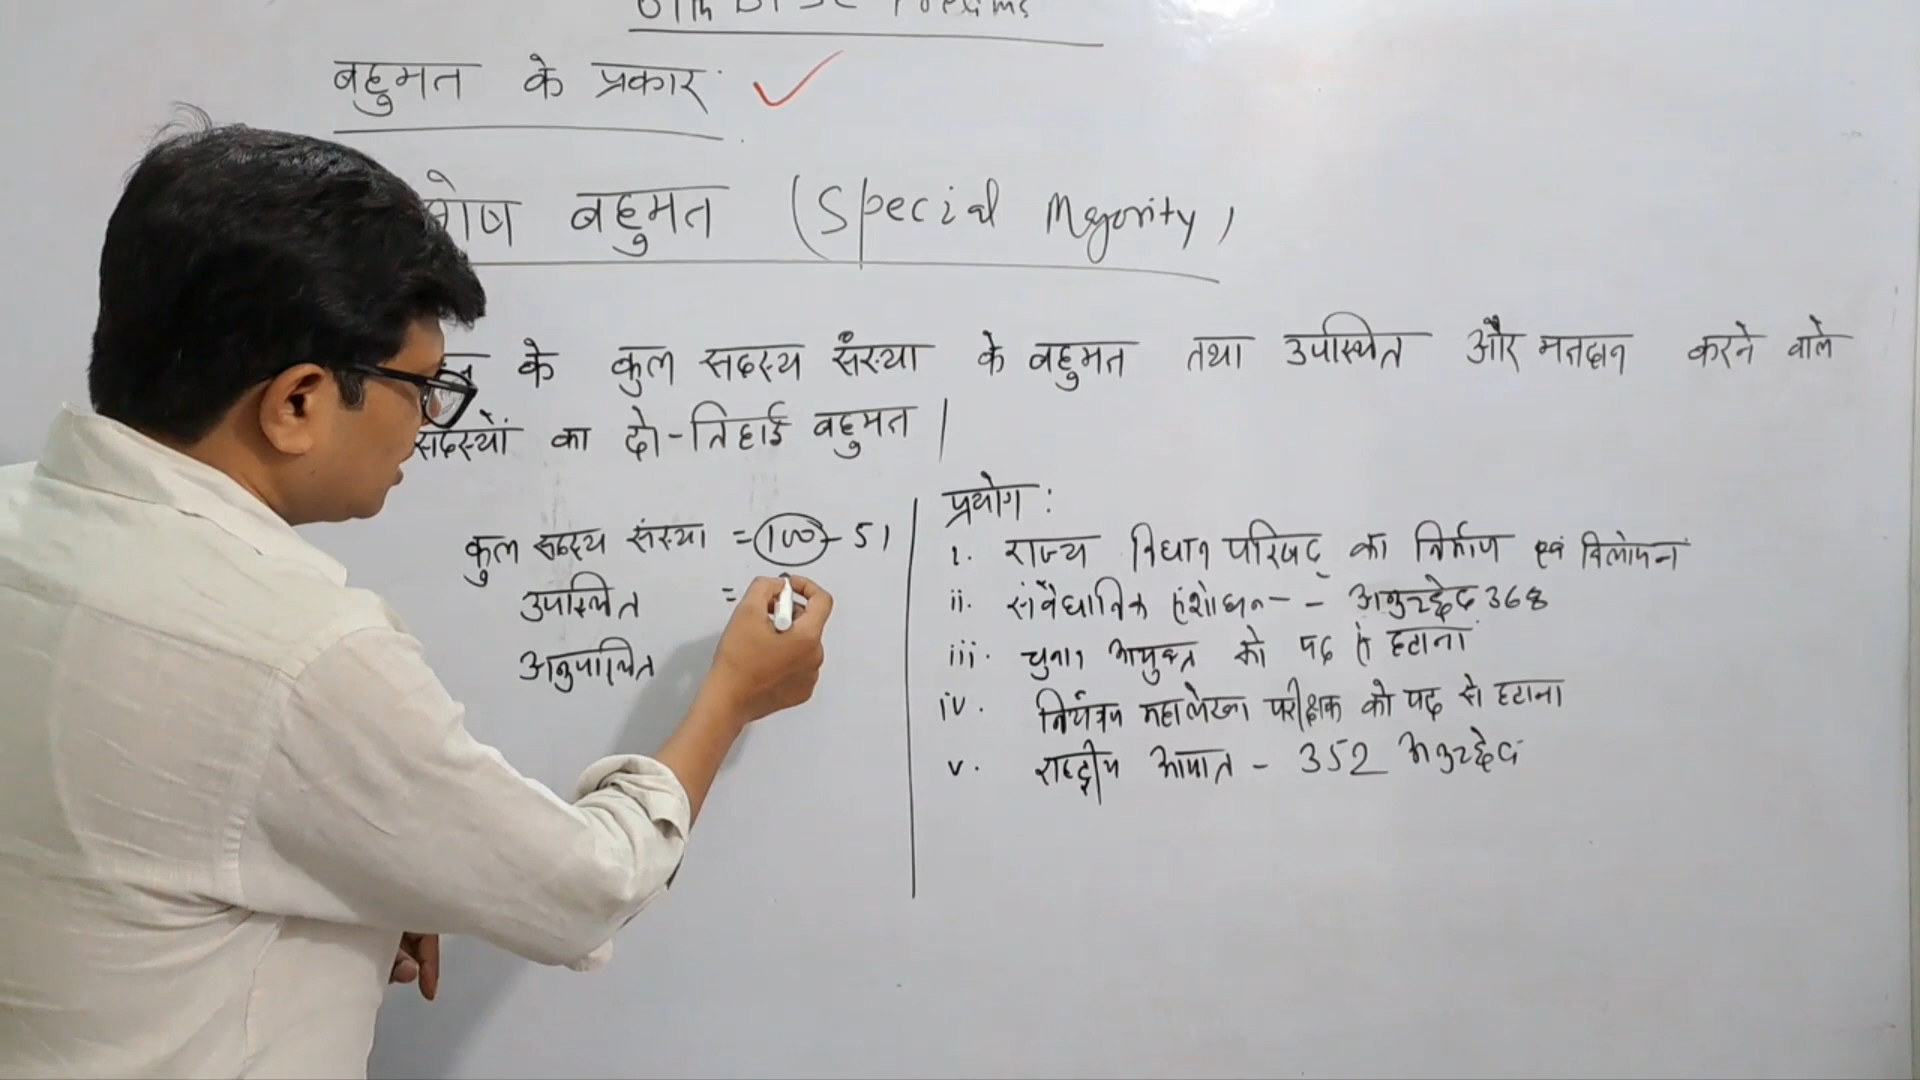 बहुमत के प्रकार
बहुमत (Special Majority)
के कुल सदस्य संख्या के बहुमत तथा उपस्थित और मतदान करने वाले
सदस्यों का दो-तिहाई बहुमत |
कुल सदस्य संख्या = 100 - 51
उपस्थित =
अनुपस्थित
प्रयोग :
i. राज्य विधान परिषद् का निर्माण एवं विलोपन
ii. संवैधानिक संशोधन - - अनुच्छेद 368
iii. चुनाव आयुक्त को पद से हटाना
iv. नियंत्रक महालेखा परीक्षक को पद से हटाना
v. राष्ट्रीय आपात - 352 अनुच्छेद